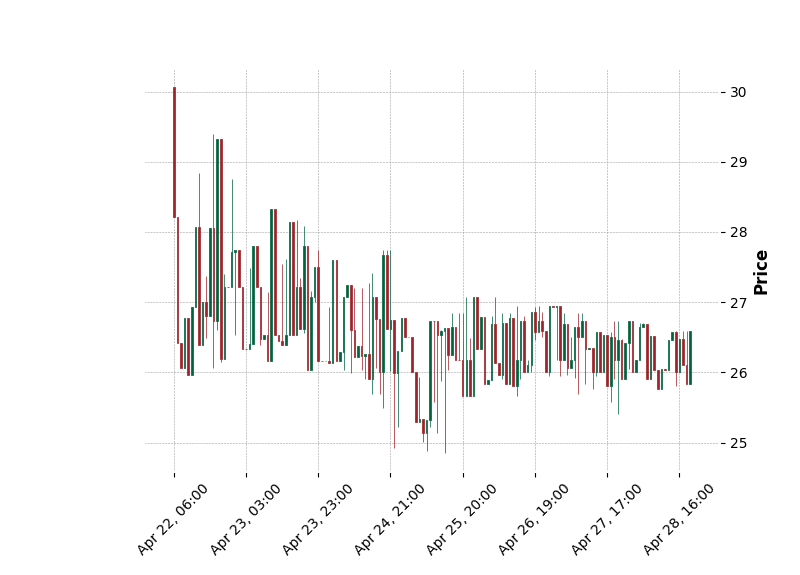 30
29
28
27
26
25
Price
Apr 22, 06:00
Apr 23, 03:00
Apr 23, 23:00
Apr 24, 21:00
Apr 25, 20:00
Apr 26, 19:00
Apr 27, 17:00
Apr 28, 16:00